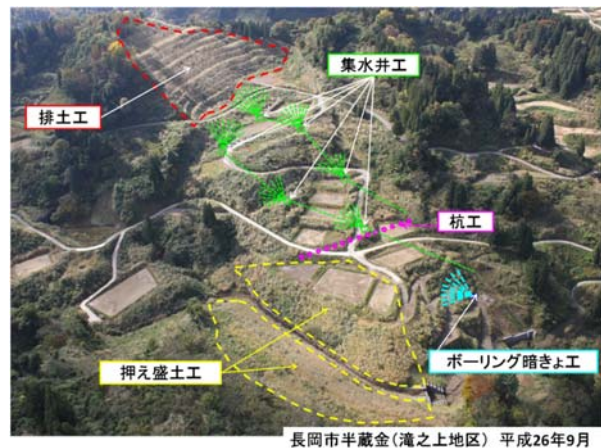 集水井工
排土工
杭工
ボーリング暗きょ工
押え盛土工
長岡市半蔵金(滝之上地区) 平成26年9月